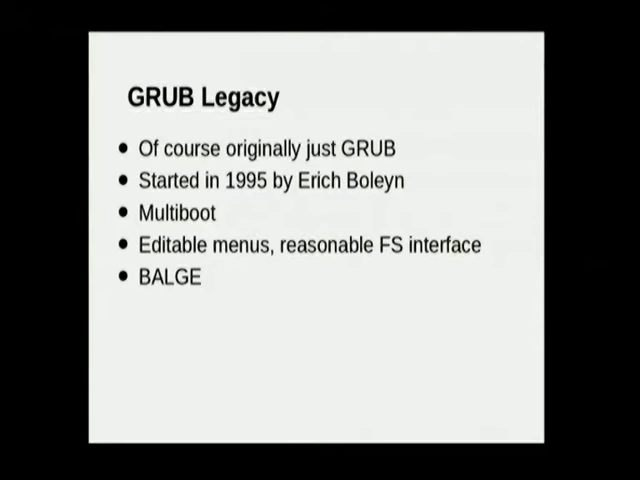 GRUB Legacy
Of course originally just GRUB
Started in 1995 by Erich Boleyn
Multiboot
Editable menus, reasonable FS interface
BALGE